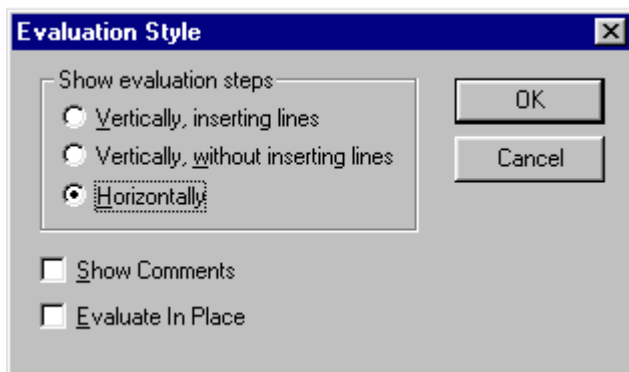 Evaluation Style
Show evaluation steps
Vertically, inserting lines
Vertically, without inserting lines
Horizontally
OK
Cancel
Show Comments
Evaluate In Place